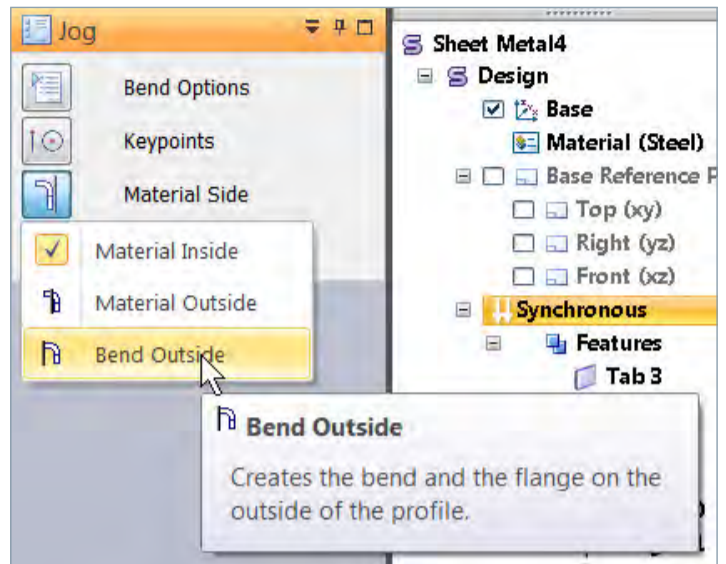 Jog
Bend Options
Keypoints
Material Side
Material Inside
Material Outside
Bend Outside
Sheet Metal4
Design
Base
Material (Steel)
Base Reference P
Top (xy)
Right (yz)
Front (xz)
Synchronous
Features
Tab 3
Bend Outside
Creates the bend and the flange on the
outside of the profile.